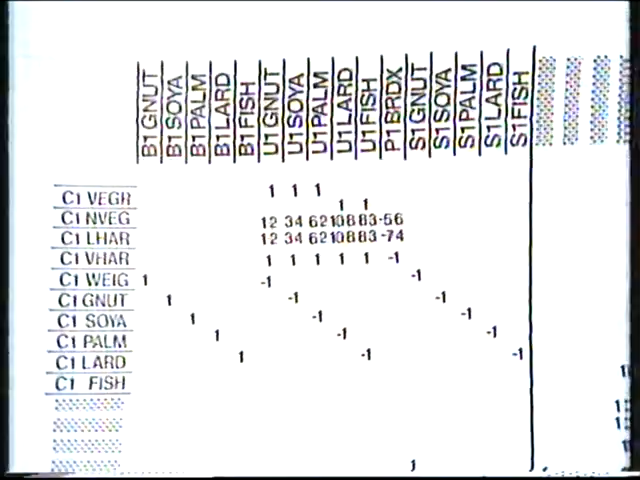 B1GNUT B1SOYA B1PALM B1LARD B1FISH U1GNUT U1SOYA U1PALM U1LARD U1FISH P1BRDX S1GNUT S1SOYA S1PALM S1LARD S1FISH
C1 VEGR 1 1 1
1 1
C1 NVEG 12 34 62 108 83 -56
C1 LHAR 12 34 62 108 83 -74
C1 VHAR 1 1 1 1 1 -1
C1 WEIG 1 -1 -1
C1 GNUT 1 -1 -1 -1
C1 SOYA 1 -1 -1
C1 PALM 1 -1 -1
C1 LARD 1 -1 -1
C1 FISH
1